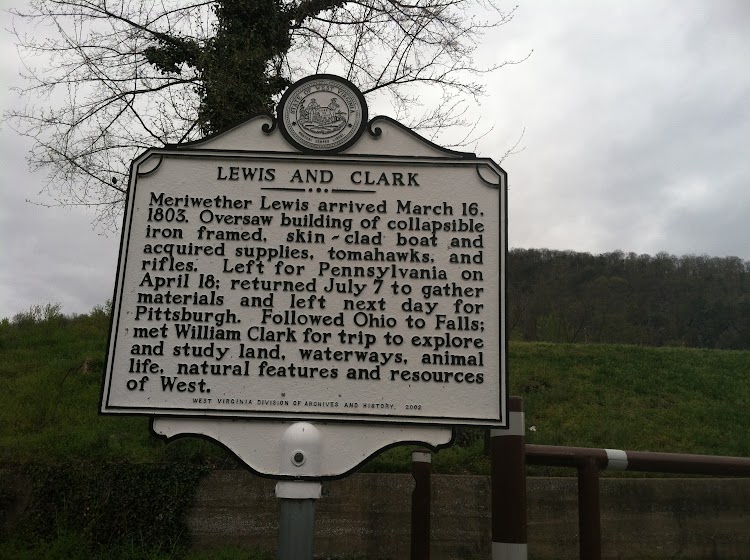 LEWIS AND CLARK
Meriwether Lewis arrived March 16,
1803. Oversaw building of collapsible
iron framed, skin-clad boat and
acquired supplies, tomahawks, and
rifles. Left for Pennsylvania on
April 18; returned July 7 to gather
materials and left next day for
Pittsburgh. Followed Ohio to Falls;
met William Clark for trip to explore
and study land, waterways, animal
life, natural features and resources
of West.
WEST VIRGINIA DIVISION OF ARCHIVES AND HISTORY, 2002